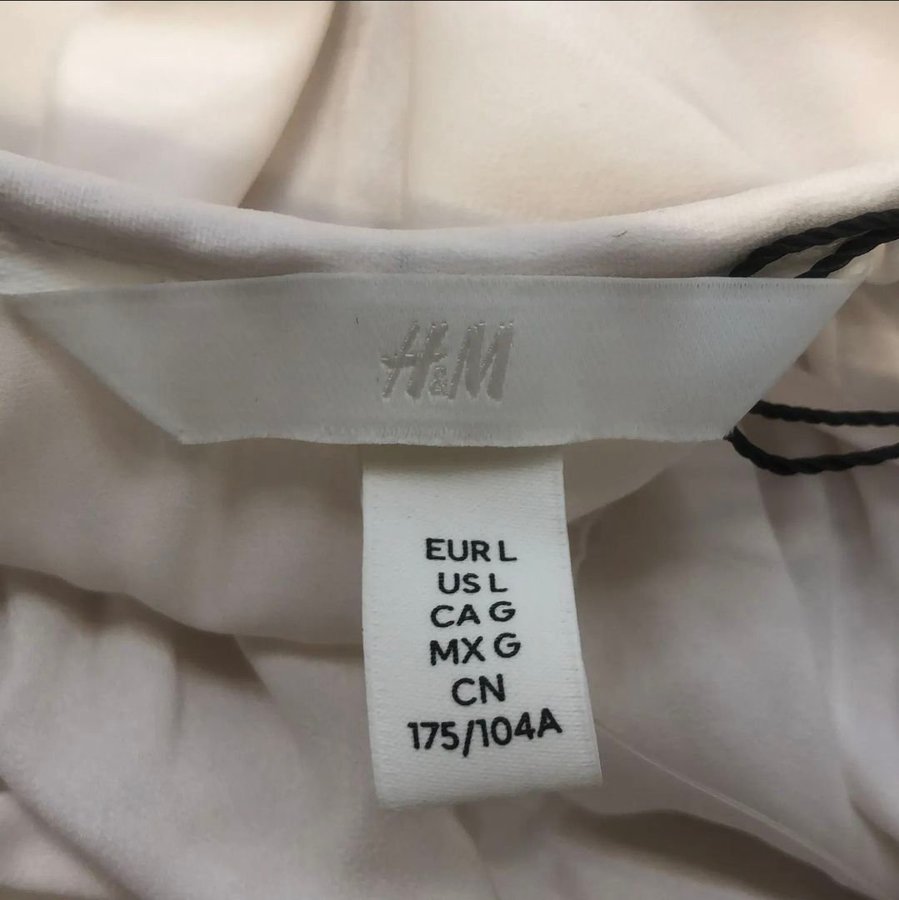 H&M
EUR L
US L
CA G
MX G
CN
175/104A